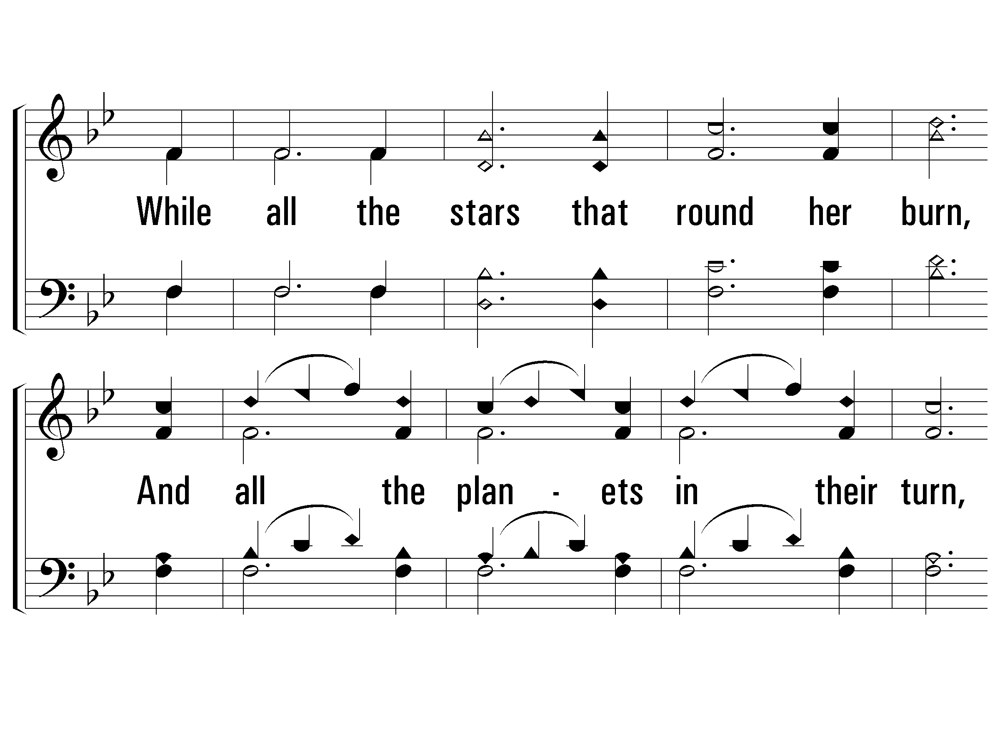 While all the stars that round her burn,
And all the plan - ets in their turn,